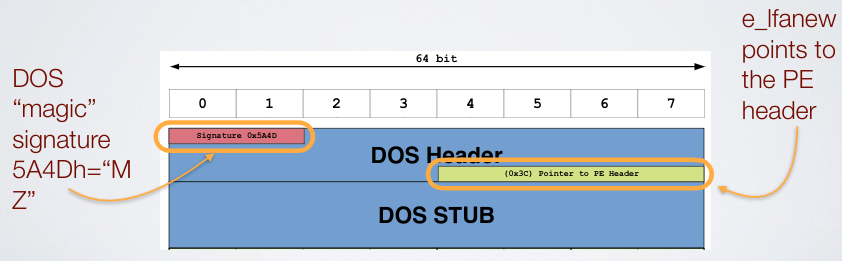 DOS
“magic”
signature
5A4Dh=“M
Z”
64 bit
0 1 2 3 4 5 6 7
Signature 0x5A4D
DOS Header
(0x3C) Pointer to PE Header
DOS STUB
e_lfanew
points to
the PE
header